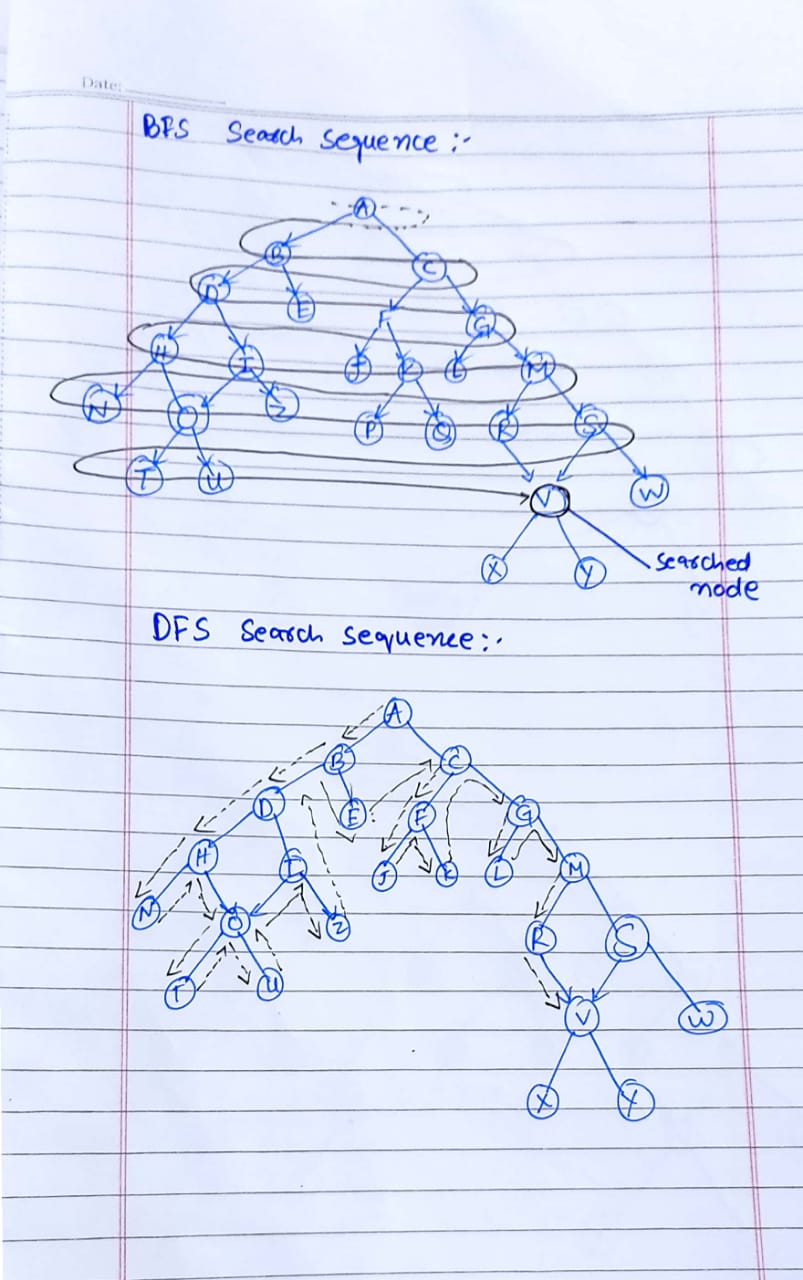 Date:
BFS Search sequence :-
A
B C
D E F G
H I J K L M
N O Z P Q R S
T U V W
X Y
searched
node
DFS Search sequence :-
A
B C
D E F G
H I J K L M
N O Z R S
T U V W
X Y